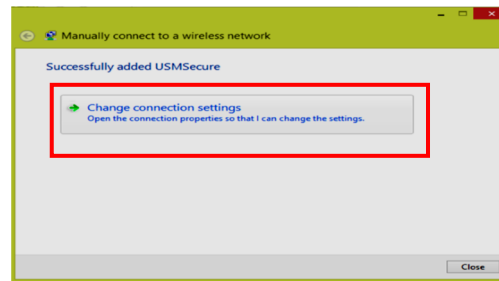 Manually connect to a wireless network
Successfully added USMSecure
Change connection settings
Open the connection properties so that I can change the settings.
Close